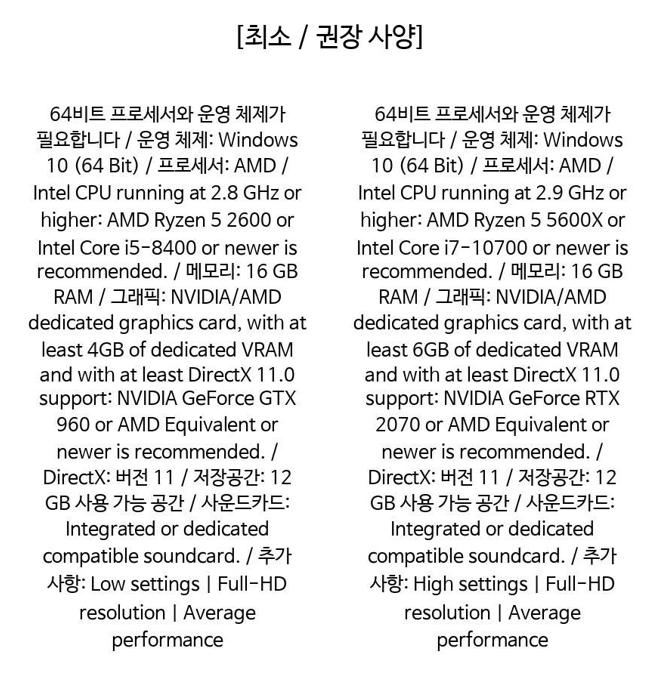 [최소 / 권장 사양]
64비트 프로세서와 운영 체제가
필요합니다 / 운영 체제: Windows
10 (64 Bit) / 프로세서: AMD /
Intel CPU running at 2.8 GHz or
higher: AMD Ryzen 5 2600 or
Intel Core i5-8400 or newer is
recommended. / 메모리: 16 GB
RAM / 그래픽: NVIDIA/AMD
dedicated graphics card, with at
least 4GB of dedicated VRAM
and with at least DirectX 11.0
support: NVIDIA GeForce GTX
960 or AMD Equivalent or
newer is recommended. /
DirectX: 버전 11 / 저장공간: 12
GB 사용 가능 공간 / 사운드카드:
Integrated or dedicated
compatible soundcard. / 추가
사항: Low settings | Full-HD
resolution | Average
performance
64비트 프로세서와 운영 체제가
필요합니다 / 운영 체제: Windows
10 (64 Bit) / 프로세서: AMD /
Intel CPU running at 2.9 GHz or
higher: AMD Ryzen 5 5600X or
Intel Core i7-10700 or newer is
recommended. / 메모리: 16 GB
RAM / 그래픽: NVIDIA/AMD
dedicated graphics card, with at
least 6GB of dedicated VRAM
and with at least DirectX 11.0
support: NVIDIA GeForce RTX
2070 or AMD Equivalent or
newer is recommended. /
DirectX: 버전 11 / 저장공간: 12
GB 사용 가능 공간 / 사운드카드:
Integrated or dedicated
compatible soundcard. / 추가
사항: High settings | Full-HD
resolution | Average
performance